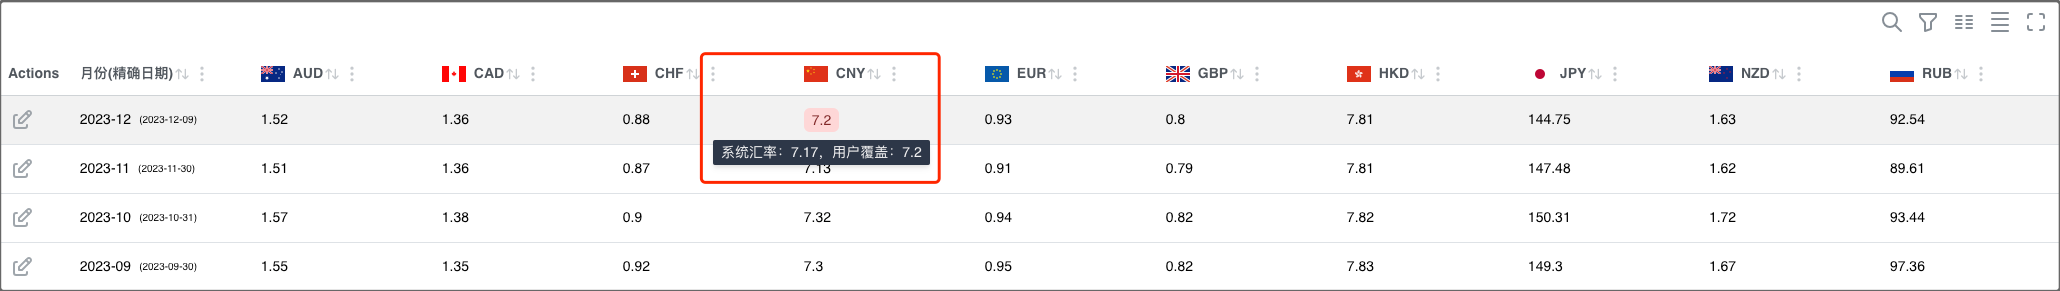 Actions 月份(精确日期) AUD CAD CHF CNY EUR GBP HKD JPY NZD RUB
2023-12 (2023-12-09) 1.52 1.36 0.88 7.2 0.93 0.8 7.81 144.75 1.63 92.54
系统汇率：7.17，用户覆盖：7.2
2023-11 (2023-11-30) 1.51 1.36 0.87 7.13 0.91 0.79 7.81 147.48 1.62 89.61
2023-10 (2023-10-31) 1.57 1.38 0.9 7.32 0.94 0.82 7.82 150.31 1.72 93.44
2023-09 (2023-09-30) 1.55 1.35 0.92 7.3 0.95 0.82 7.83 149.3 1.67 97.36